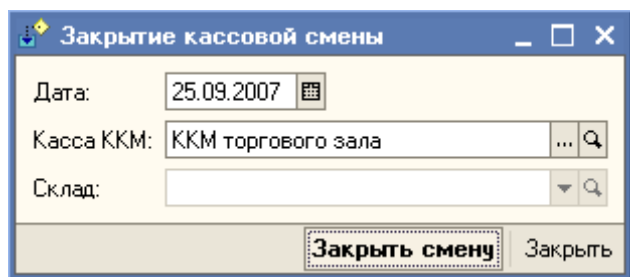 Закрытие кассовой смены
Дата: 25.09.2007
Касса ККМ: ККМ торгового зала ...
Склад:
Закрыть смену Закрыть